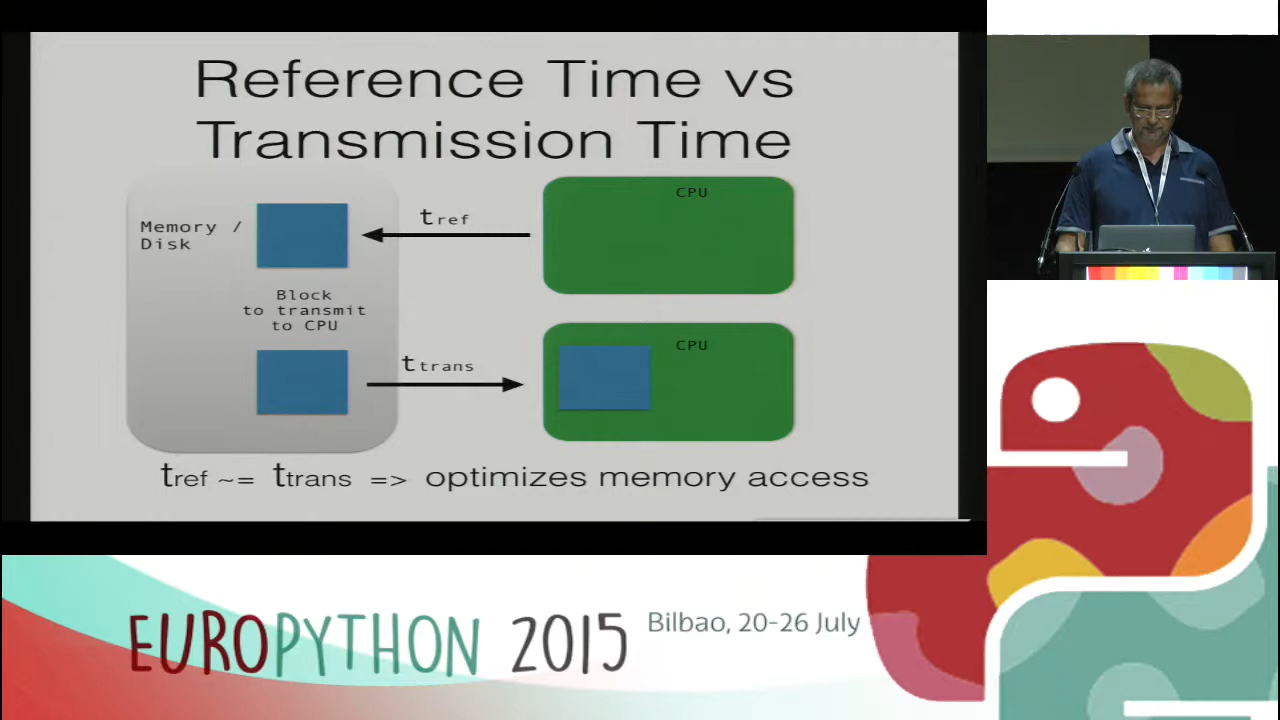 Reference Time vs
Transmission Time
Memory /
Disk
tref
CPU
Block
to transmit
to CPU
ttrans
CPU
tref ~= ttrans => optimizes memory access
EUROPYTHON 2015
Bilbao, 20-26 July